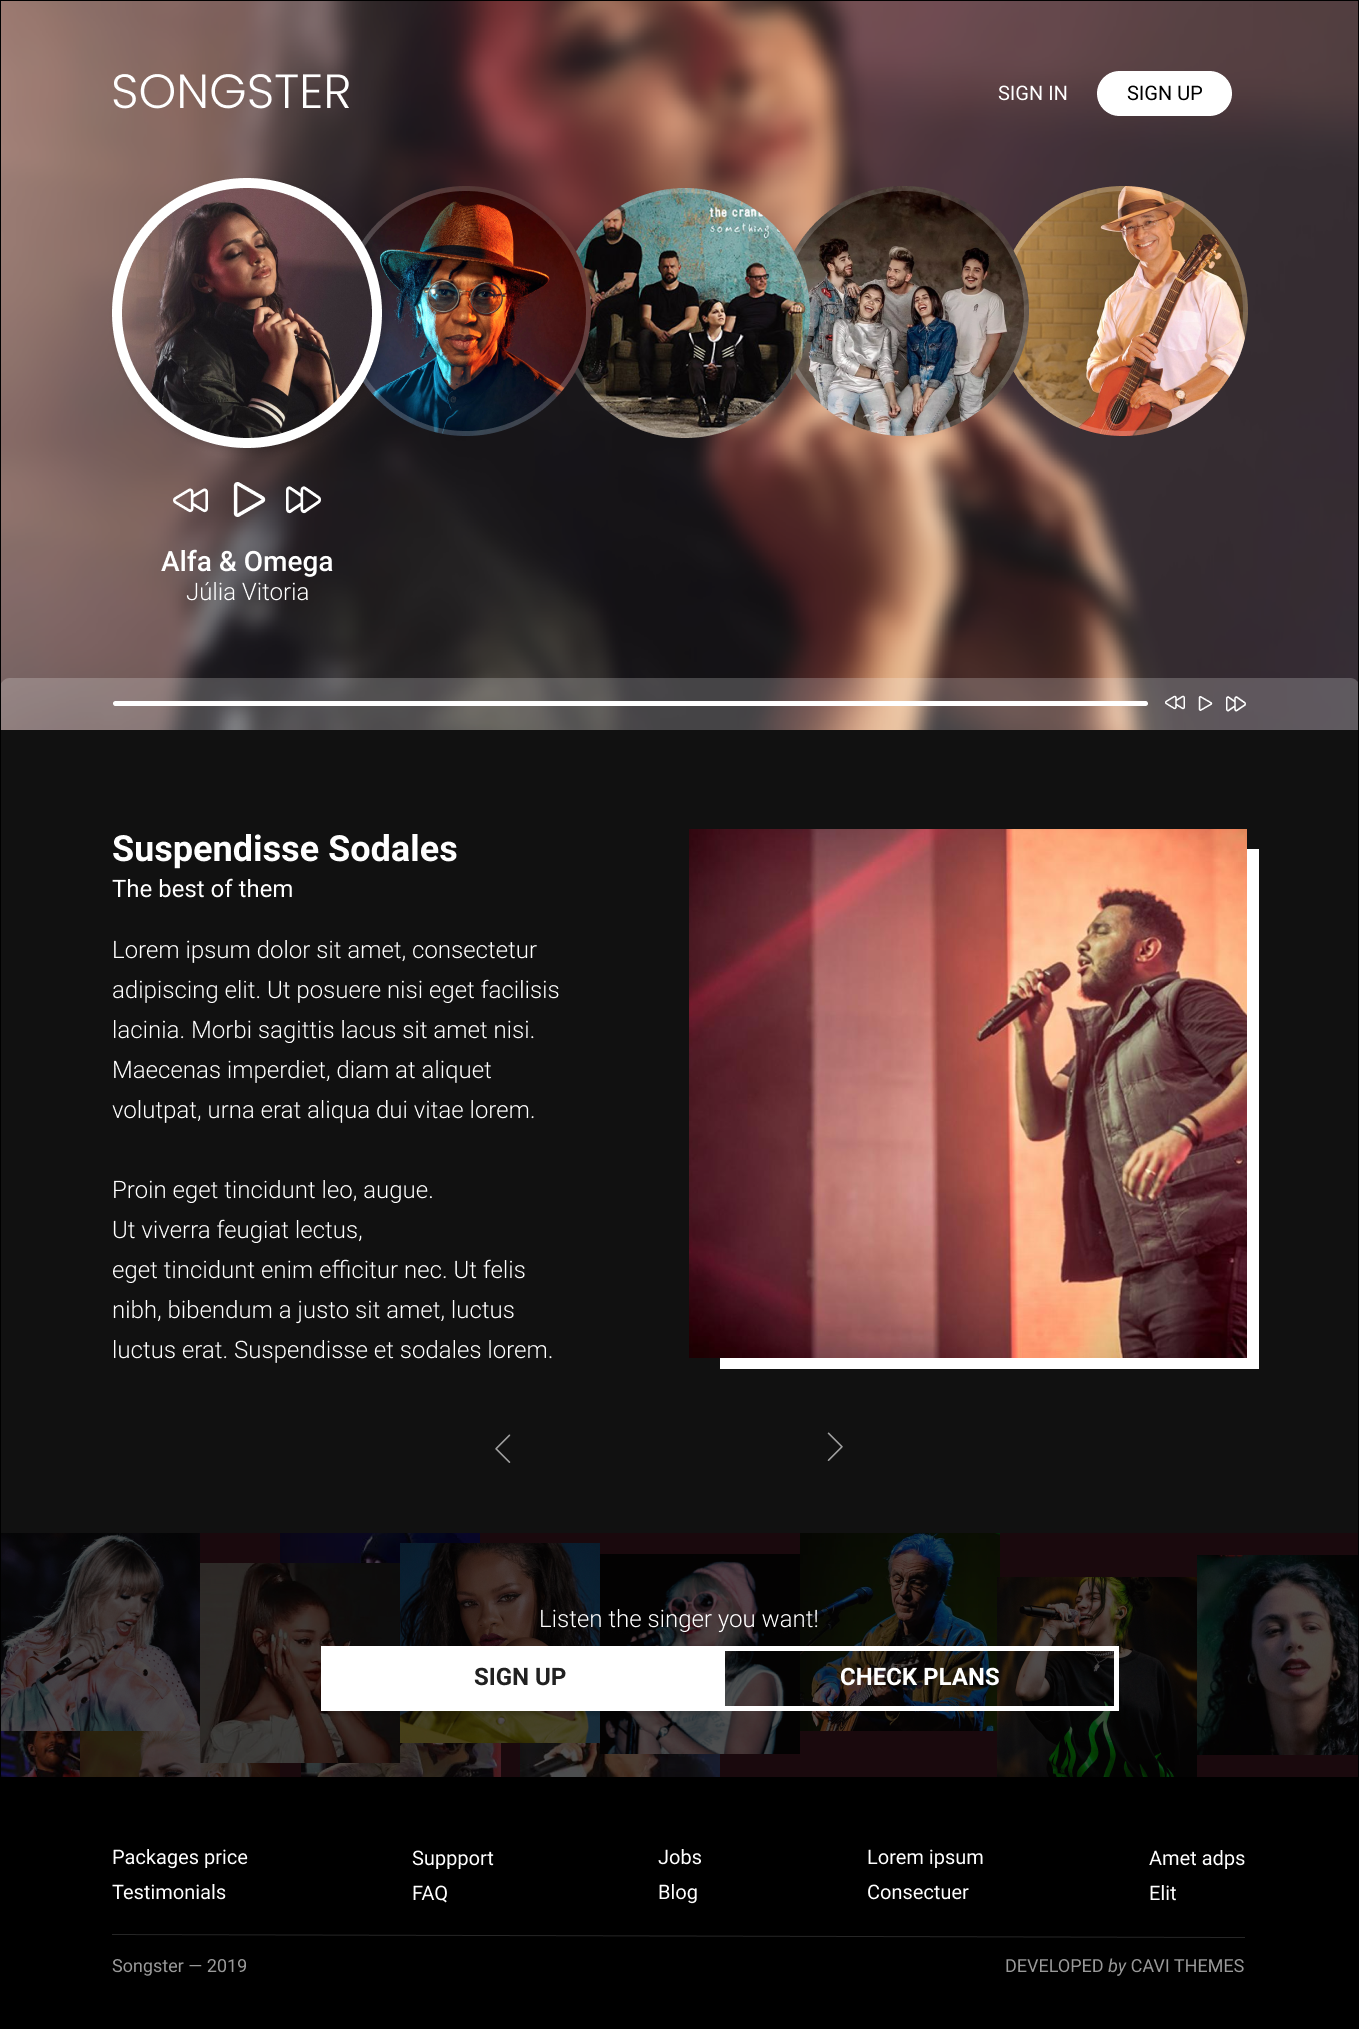 SONGSTER
SIGN IN
SIGN UP
something
Alfa & Omega
Júlia Vitoria
Suspendisse Sodales
The best of them
Lorem ipsum dolor sit amet, consectetur
adipiscing elit. Ut posuere nisi eget facilisis
lacinia. Morbi sagittis lacus sit amet nisi.
Maecenas imperdiet, diam at aliquet
volutpat, urna erat aliqua dui vitae lorem.
Proin eget tincidunt leo, augue.
Ut viverra feugiat lectus,
eget tincidunt enim efficitur nec. Ut felis
nibh, bibendum a justo sit amet, luctus
luctus erat. Suspendisse et sodales lorem.
Listen the singer you want!
SIGN UP
CHECK PLANS
Packages price
Suppport
Jobs
Lorem ipsum
Amet adps
Testimonials
FAQ
Blog
Consectuer
Elit
Songster — 2019
DEVELOPED by CAVI THEMES